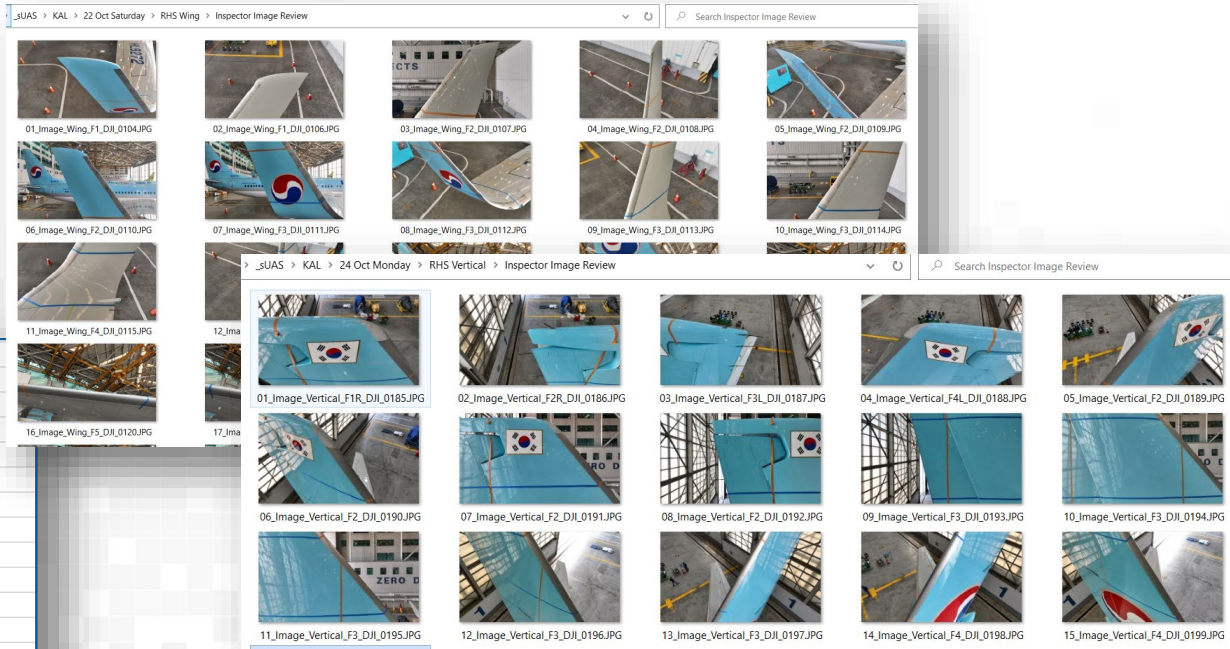 _sUAS > KAL > 22 Oct Saturday > RHS Wing > Inspector Image Review
Search Inspector Image Review
ECTS
01_Image_Wing_F1_DJI_0104.JPG
02_Image_Wing_F1_DJI_0106.JPG
03_Image_Wing_F2_DJI_0107.JPG
04_Image_Wing_F2_DJI_0108.JPG
05_Image_Wing_F2_DJI_0109.JPG
06_Image_Wing_F2_DJI_0110.JPG
07_Image_Wing_F3_DJI_0111.JPG
08_Image_Wing_F3_DJI_0112.JPG
09_Image_Wing_F3_DJI_0113.JPG
10_Image_Wing_F3_DJI_0114.JPG
11_Image_Wing_F4_DJI_0115.JPG
12_Ima
16_Image_Wing_F5_DJI_0120.JPG
17_Ima
> _sUAS > KAL > 24 Oct Monday > RHS Vertical > Inspector Image Review
Search Inspector Image Review
01_Image_Vertical_F1R_DJI_0185.JPG
02_Image_Vertical_F2R_DJI_0186.JPG
03_Image_Vertical_F3L_DJI_0187.JPG
04_Image_Vertical_F4L_DJI_0188.JPG
05_Image_Vertical_F2_DJI_0189.JPG
06_Image_Vertical_F2_DJI_0190.JPG
07_Image_Vertical_F2_DJI_0191.JPG
08_Image_Vertical_F2_DJI_0192.JPG
09_Image_Vertical_F3_DJI_0193.JPG
10_Image_Vertical_F3_DJI_0194.JPG
ZERO D
11_Image_Vertical_F3_DJI_0195.JPG
12_Image_Vertical_F3_DJI_0196.JPG
13_Image_Vertical_F3_DJI_0197.JPG
14_Image_Vertical_F4_DJI_0198.JPG
15_Image_Vertical_F4_DJI_0199.JPG